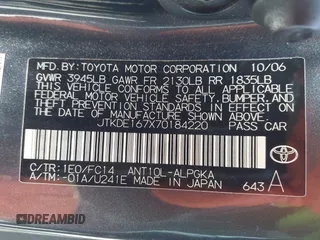 MFD. BY: TOYOTA MOTOR CORPORATION 10/06
GVWR 3945LB GAWR FR 2130LB RR 1835LB
THIS VEHICLE CONFORMS TO ALL APPLICABLE
FEDERAL MOTOR VEHICLE SAFETY, BUMPER, AND
THEFT PREVENTION STANDARDS IN EFFECT ON
THE DATE OF MANUFACTURE SHOWN ABOVE.
JTKDE167X70184220 PASS. CAR
C/TR: 1E0/FC14 ANT10L-ALPGKA
A/TM: -01A/U241E MADE IN JAPAN 643 A
TOYOTA
DREAMBID